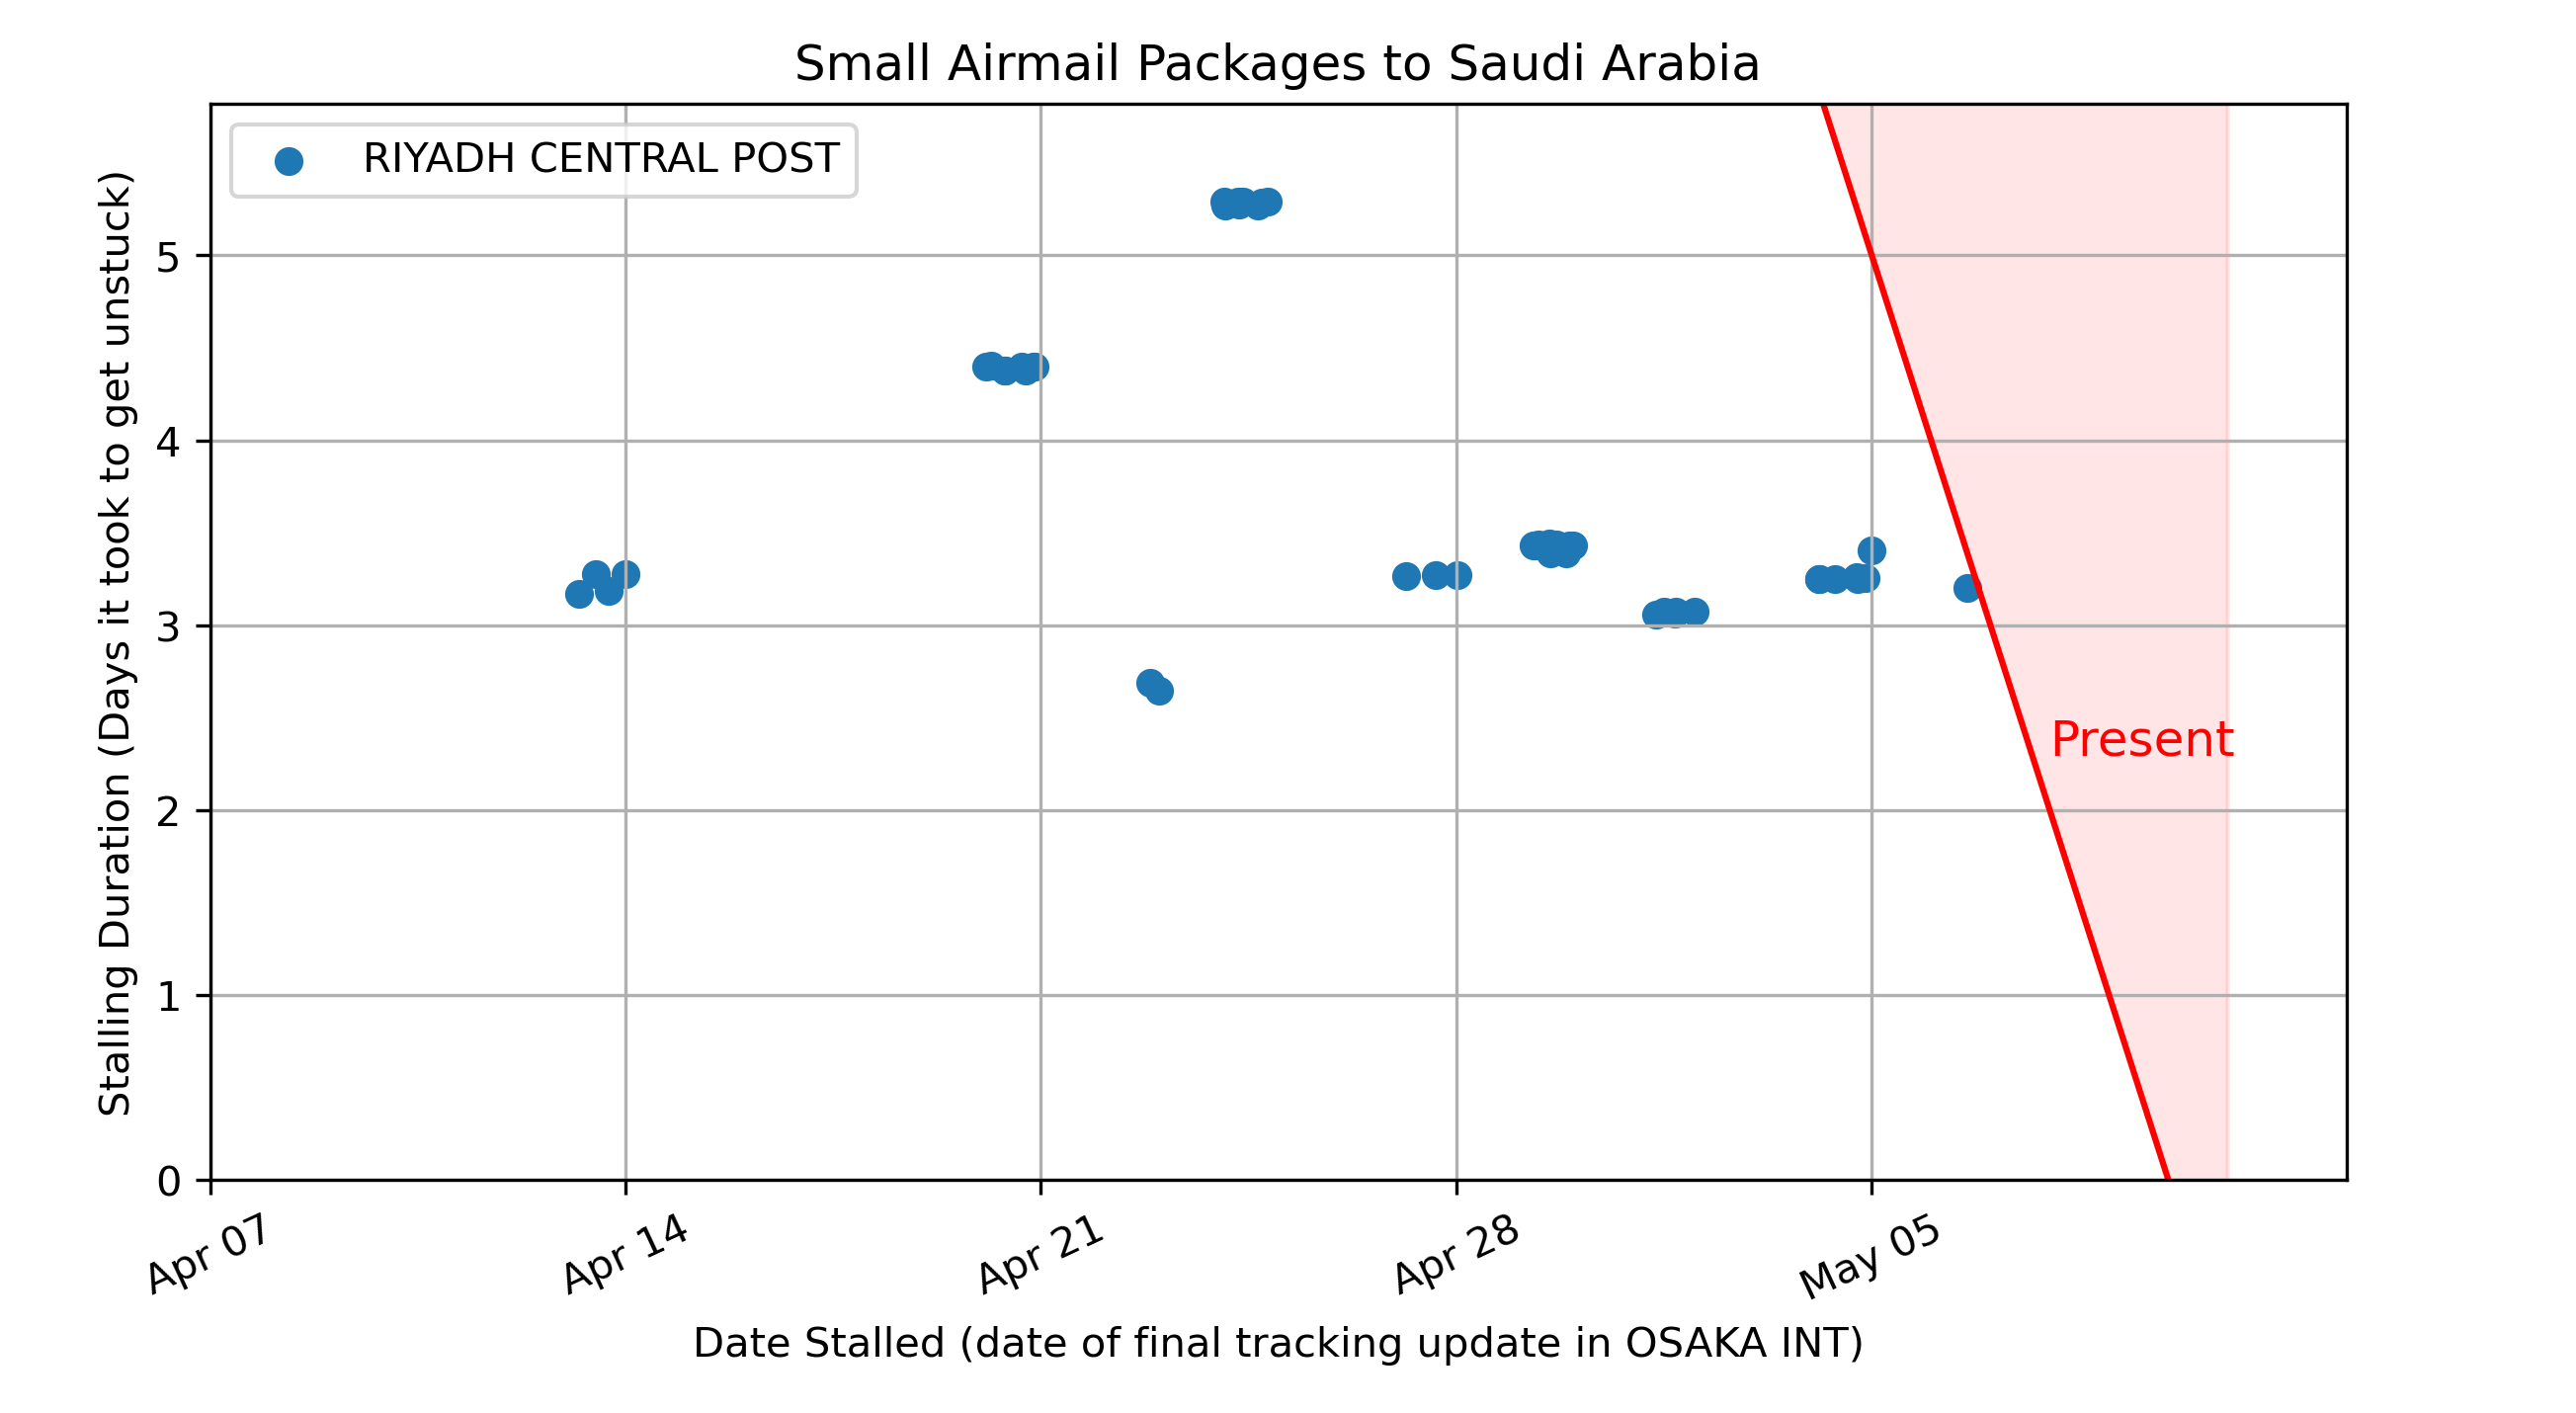 Small Airmail Packages to Saudi Arabia
RIYADH CENTRAL POST
Stalling Duration (Days it took to get unstuck)
5
4
3
2
1
0
Present
Apr 07
Apr 14
Apr 21
Apr 28
May 05
Date Stalled (date of final tracking update in OSAKA INT)